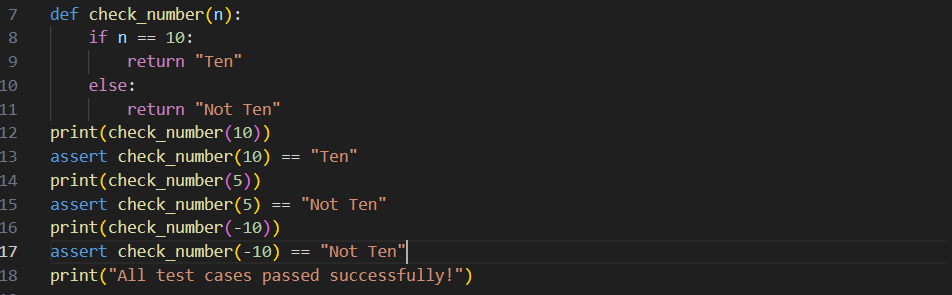 7 def check_number(n):
8     if n == 10:
9         return "Ten"
10     else:
11         return "Not Ten"
12 print(check_number(10))
13 assert check_number(10) == "Ten"
14 print(check_number(5))
15 assert check_number(5) == "Not Ten"
16 print(check_number(-10))
17 assert check_number(-10) == "Not Ten"
18 print("All test cases passed successfully!")